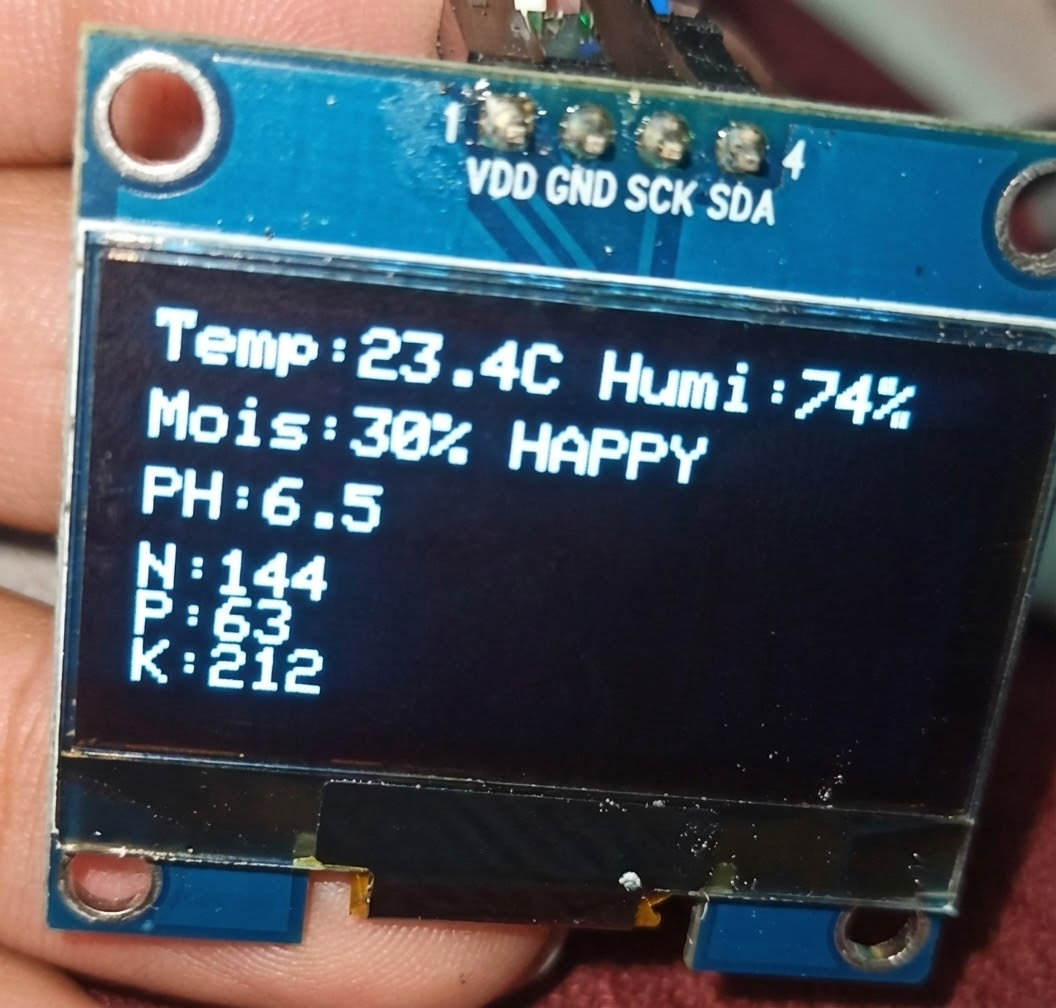 1 4
VDD GND SCK SDA
Temp:23.4C Humi:74%
Mois:30% HAPPY
PH:6.5
N:144
P:63
K:212